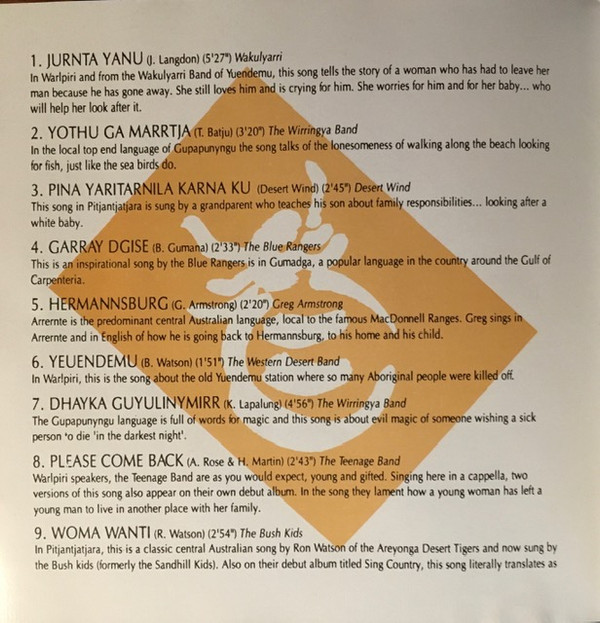 1. JURNTA YANU (J. Langdon) (5'27") Wakulyarri
In Warlpiri and from the Wakulyarri Band of Yuendemu, this song tells the story of a woman who has had to leave her
man because he has gone away. She still loves him and is crying for him. She worries for him and for her baby... who
will help her look after it.
2. YOTHU GA MARRTJA (T. Batju) (3'20") The Wirringya Band
In the local top end language of Gupapunyngu the song talks of the lonesomeness of walking along the beach looking
for fish, just like the sea birds do.
3. PINA YARITARNILA KARNA KU (Desert Wind) (2'45") Desert Wind
This song in Pitjantjatjara is sung by a grandparent who teaches his son about family responsibilities... looking after a
white baby.
4. GARRAY DGISE (B. Gumana) (2'33") The Blue Rangers
This is an inspirational song by the Blue Rangers is in Gumadga, a popular language in the country around the Gulf of
Carpenteria.
5. HERMANNSBURG (G. Armstrong) (2'20") Greg Armstrong
Arrernte is the predominant central Australian language, local to the famous MacDonnell Ranges. Greg sings in
Arrernte and in English of how he is going back to Hermannsburg, to his home and his child.
6. YEUENDEMU (B. Watson) (1'51") The Western Desert Band
In Warlpiri, this is the song about the old Yuendemu station where so many Aboriginal people were killed off.
7. DHAYKA GUYULINYMIRR (K. Lapalung) (4'56") The Wirringya Band
The Gupapunyngu language is full of words for magic and this song is about evil magic of someone wishing a sick
person 'o die 'in the darkest night'.
8. PLEASE COME BACK (A. Rose & H. Martin) (2'43") The Teenage Band
Warlpiri speakers, the Teenage Band are as you would expect, young and gifted. Singing here in a cappella, two
versions of this song also appear on their own debut album. In the song they lament how a young woman has left a
young man to live in another place with her family.
9. WOMA WANTI (R. Watson) (2'54") The Bush Kids
In Pitjantjatjara, this is a classic central Australian song by Ron Watson of the Areyonga Desert Tigers and now sung by
the Bush kids (formerly the Sandhill Kids). Also on their debut album titled Sing Country, this song literally translates as